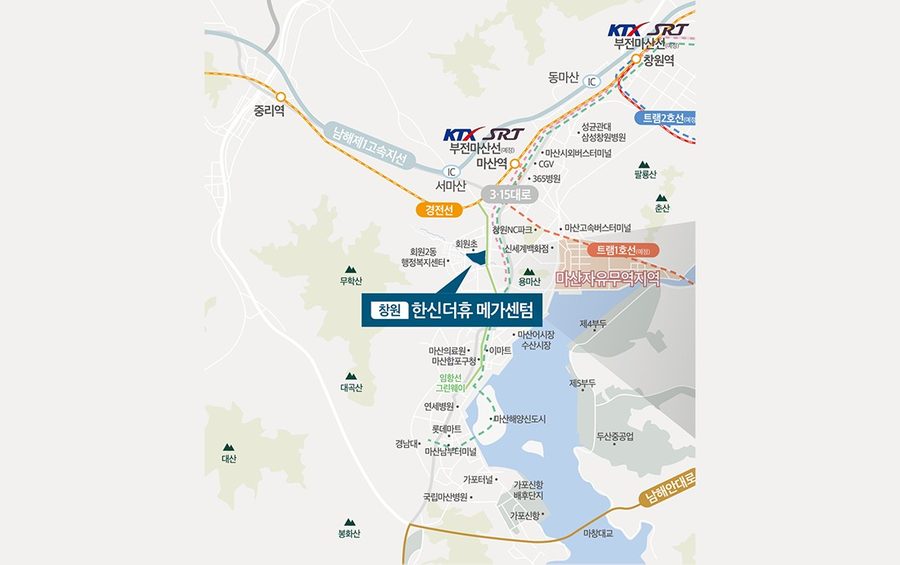 KTX SRT
부전마산선(예정)
창원역
동마산
IC
중리역
트램2호선(예정)
성균관대
삼성창원병원
남해제1고속지선
KTX SRT
부전마산선(예정)
마산역
마산시외버스터미널
CGV
365병원
IC
서마산
팔룡산
3·15대로
춘산
경전선
창원NC파크
마산고속버스터미널
회원초
회원2동
행정복지센터
신세계백화점
트램1호선(예정)
무학산
용마산
마산자유무역지역
창원 한신더휴 메가센텀
제4부두
마산어시장
수산시장
마산의료원
이마트
마산합포구청
대곡산
임항선
그린웨이
제5부두
연세병원
마산해양신도시
롯데마트
경남대
마산남부터미널
두산중공업
대산
가포터널
가포신항
배후단지
남해안대로
국립마산병원
가포신항
봉화산
마창대교